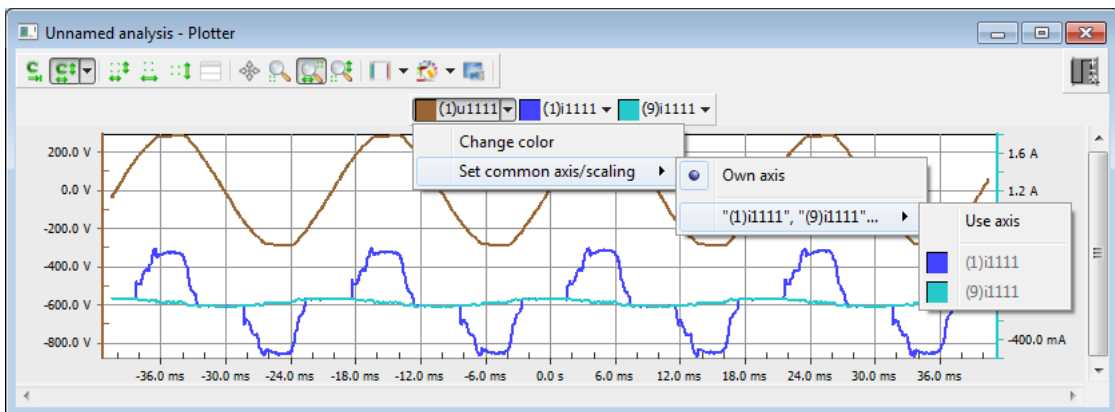 Unnamed analysis - Plotter
(1)u1111 (1)i1111 (9)i1111
Change color
Set common axis/scaling
Own axis
"(1)i1111", "(9)i1111"...
Use axis
(1)i1111
(9)i1111
200.0 V
0.0 V
-200.0 V
-400.0 V
-600.0 V
-800.0 V
1.6 A
1.2 A
-400.0 mA
-36.0 ms -30.0 ms -24.0 ms -18.0 ms -12.0 ms -6.0 ms 0.0 s 6.0 ms 12.0 ms 18.0 ms 24.0 ms 30.0 ms 36.0 ms